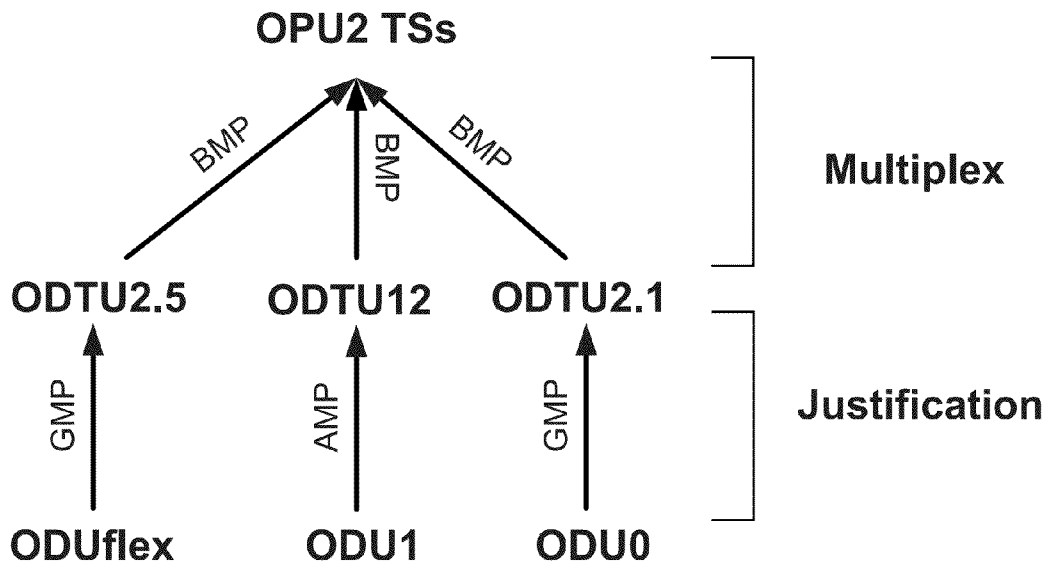 OPU2 TSs
BMP
BMP
BMP
Multiplex
ODTU2.5
ODTU12
ODTU2.1
GMP
AMP
GMP
Justification
ODUflex
ODU1
ODU0